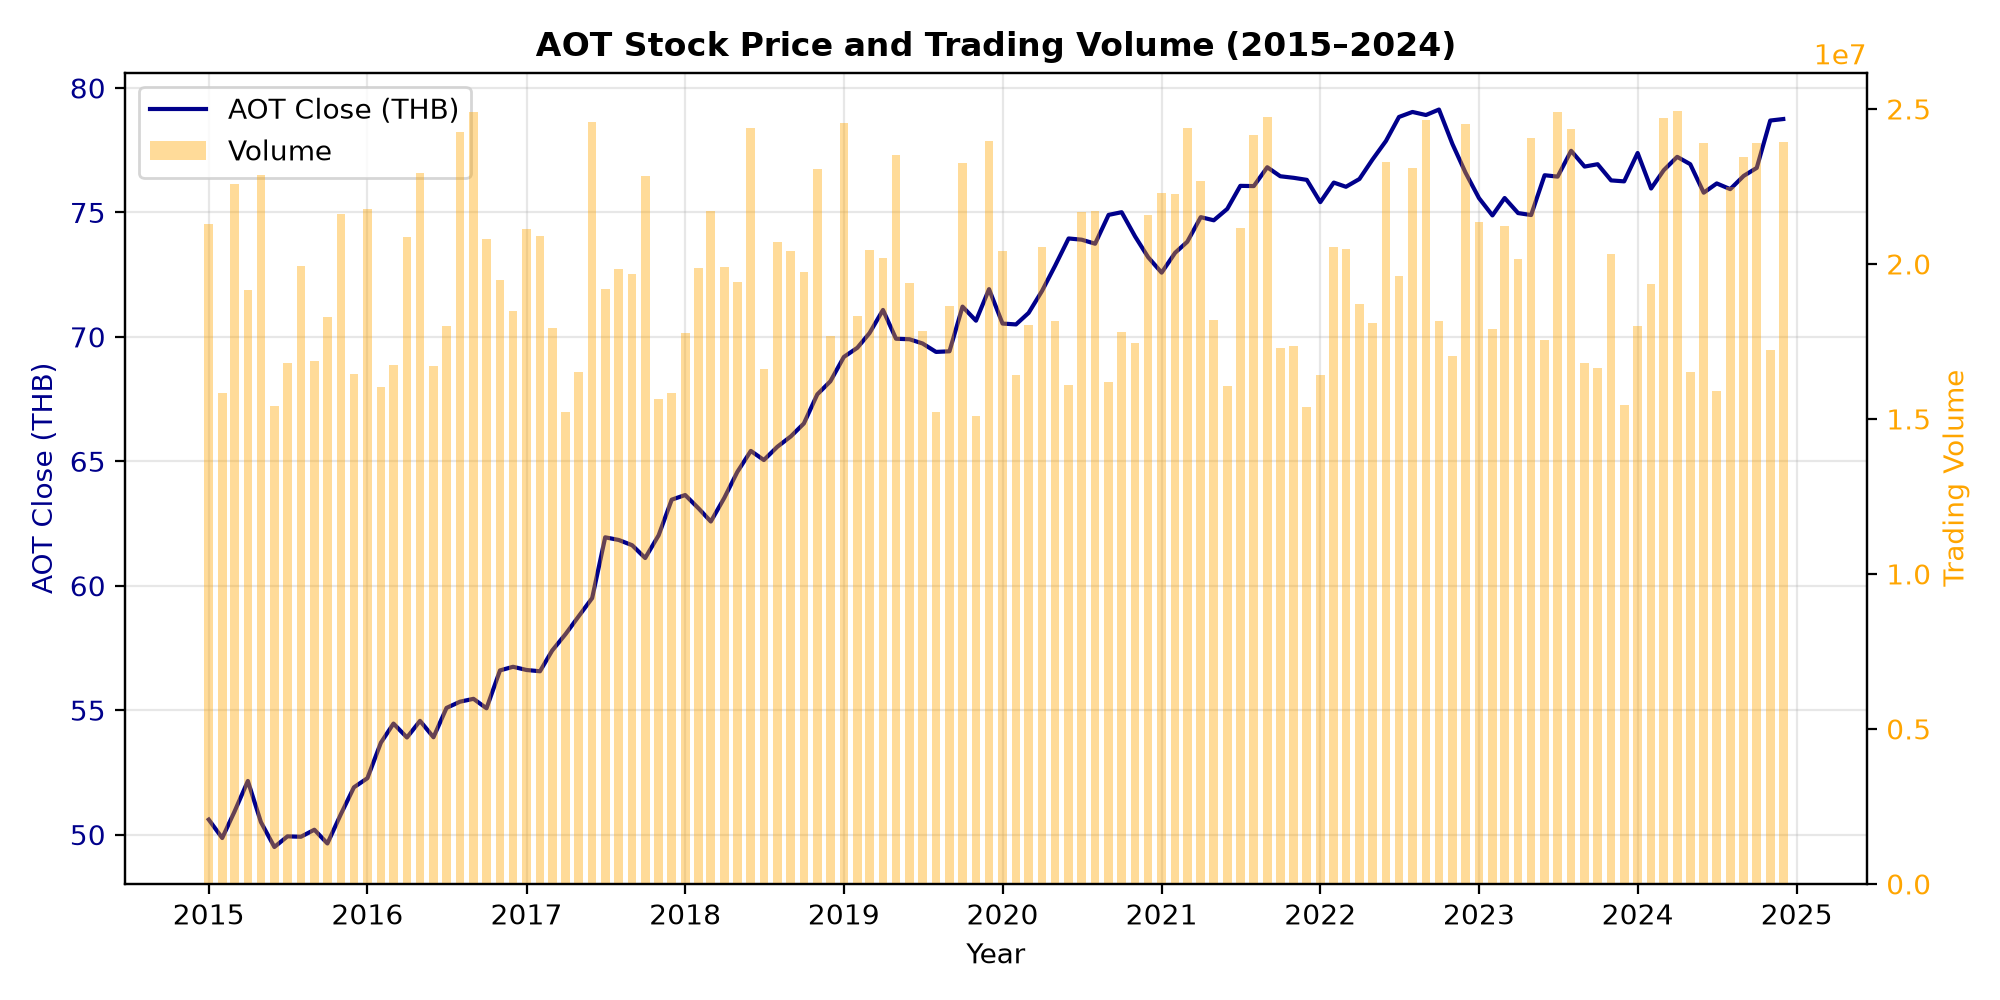 AOT Stock Price and Trading Volume (2015–2024)
1e7
AOT Close (THB)
Volume
80
75
70
65
60
55
50
AOT Close (THB)
2.5
2.0
1.5
1.0
0.5
0.0
Trading Volume
2015 2016 2017 2018 2019 2020 2021 2022 2023 2024 2025
Year